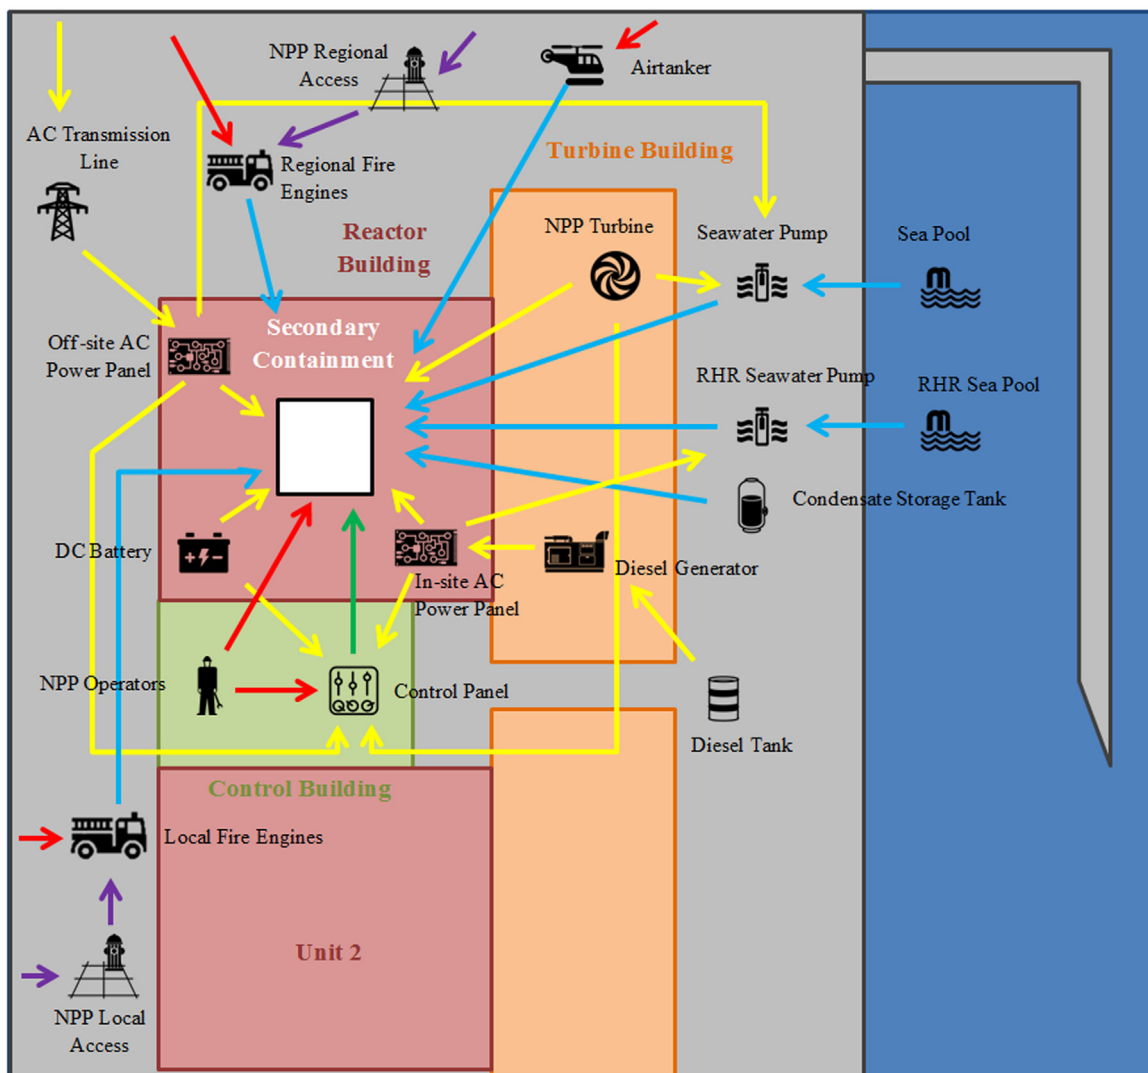 NPP Regional
Access
Airtanker
AC Transmission
Line
Regional Fire
Engines
Turbine Building
Reactor
Building
NPP Turbine
Seawater Pump
Sea Pool
Secondary
Containment
Off-site AC
Power Panel
RHR Seawater Pump
RHR Sea Pool
Condensate Storage Tank
DC Battery
In-site AC
Power Panel
Diesel Generator
NPP Operators
Control Panel
Diesel Tank
Control Building
Local Fire Engines
Unit 2
NPP Local
Access